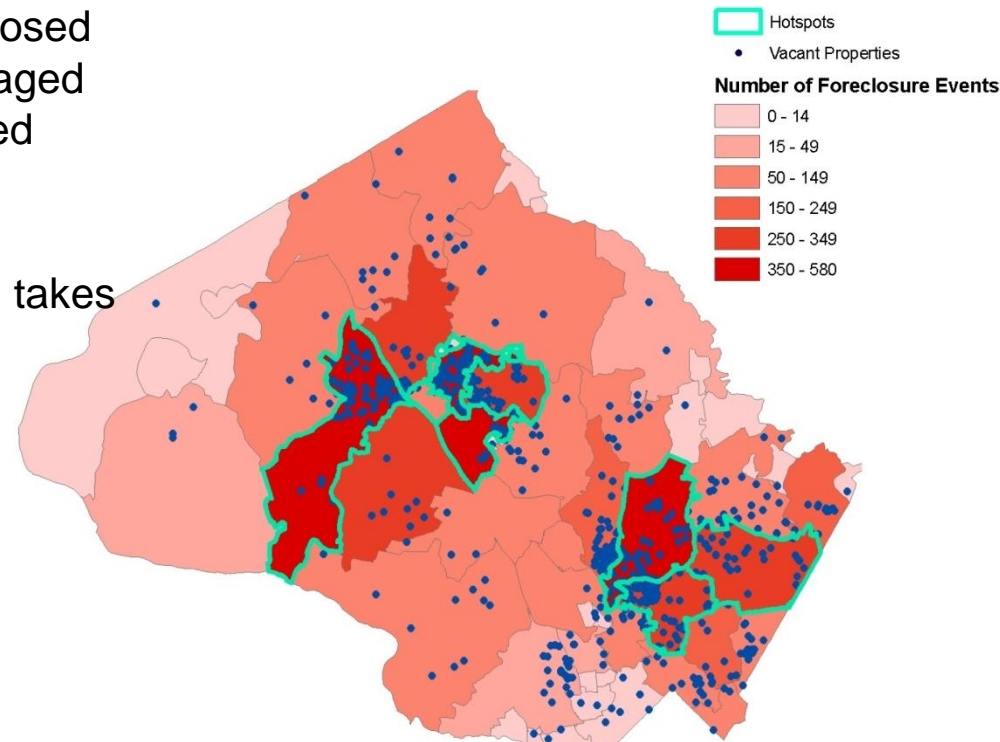 osed
aged
ed
takes
Hotspots
Vacant Properties
Number of Foreclosure Events
0 - 14
15 - 49
50 - 149
150 - 249
250 - 349
350 - 580